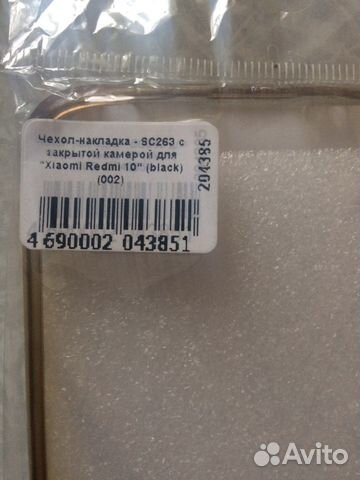 Чехол-накладка - SC263 с
закрытой камерой для
"Xiaomi Redmi 10" (black)
(002)
204385
4 690002 043851
Avito